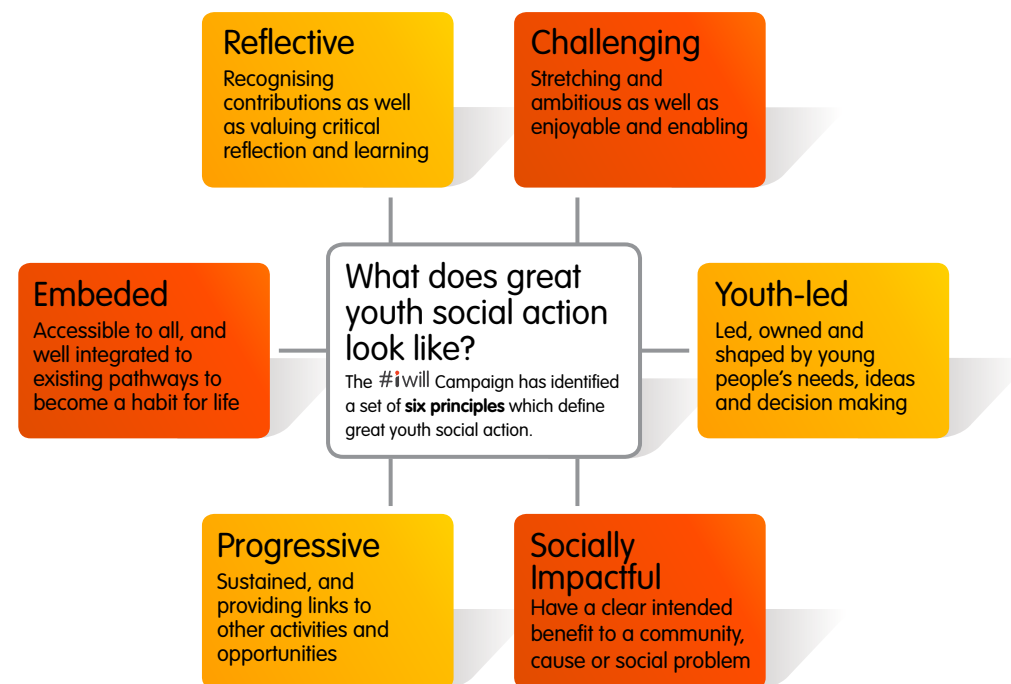 Reflective
Recognising
contributions as well
as valuing critical
reflection and learning
Challenging
Stretching and
ambitious as well as
enjoyable and enabling
Embeded
Accessible to all, and
well integrated to
existing pathways to
become a habit for life
What does great
youth social action
look like?
The #iwill Campaign has identified
a set of six principles which define
great youth social action.
Youth-led
Led, owned and
shaped by young
people's needs, ideas
and decision making
Progressive
Sustained, and
providing links to
other activities and
opportunities
Socially
Impactful
Have a clear intended
benefit to a community,
cause or social problem